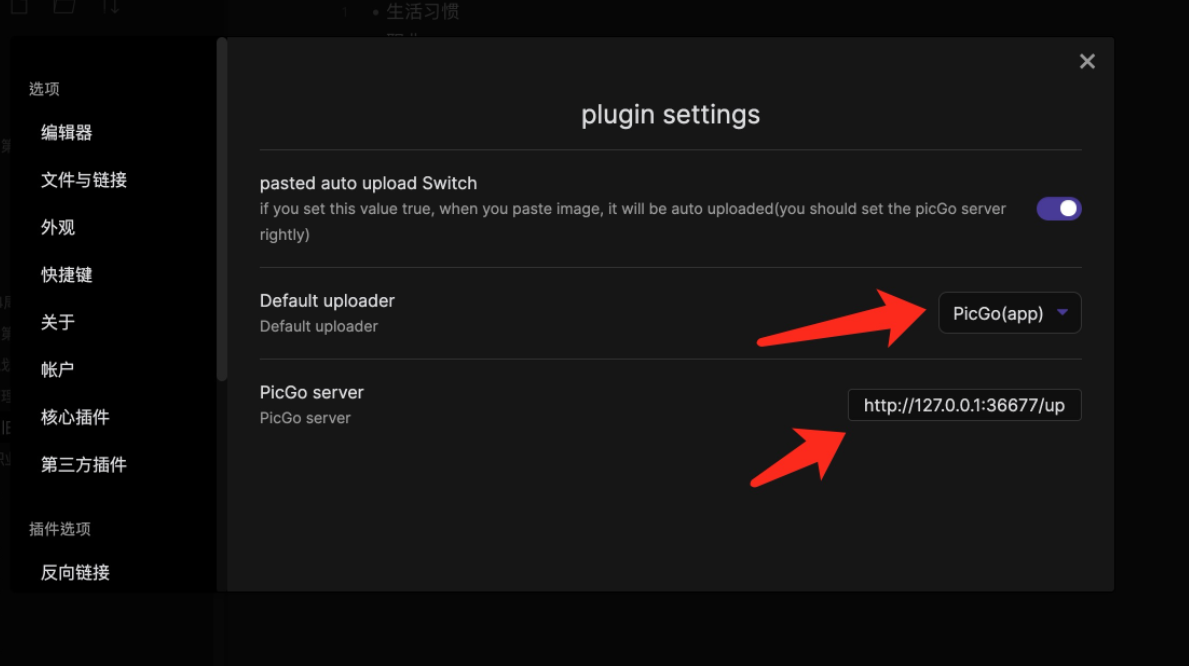 1 • 生活习惯
选项
编辑器
文件与链接
外观
快捷键
关于
帐户
核心插件
第三方插件
插件选项
反向链接
plugin settings
pasted auto upload Switch
if you set this value true, when you paste image, it will be auto uploaded(you should set the picGo server
rightly)
Default uploader
Default uploader
PicGo(app)
PicGo server
PicGo server
http://127.0.0.1:36677/up